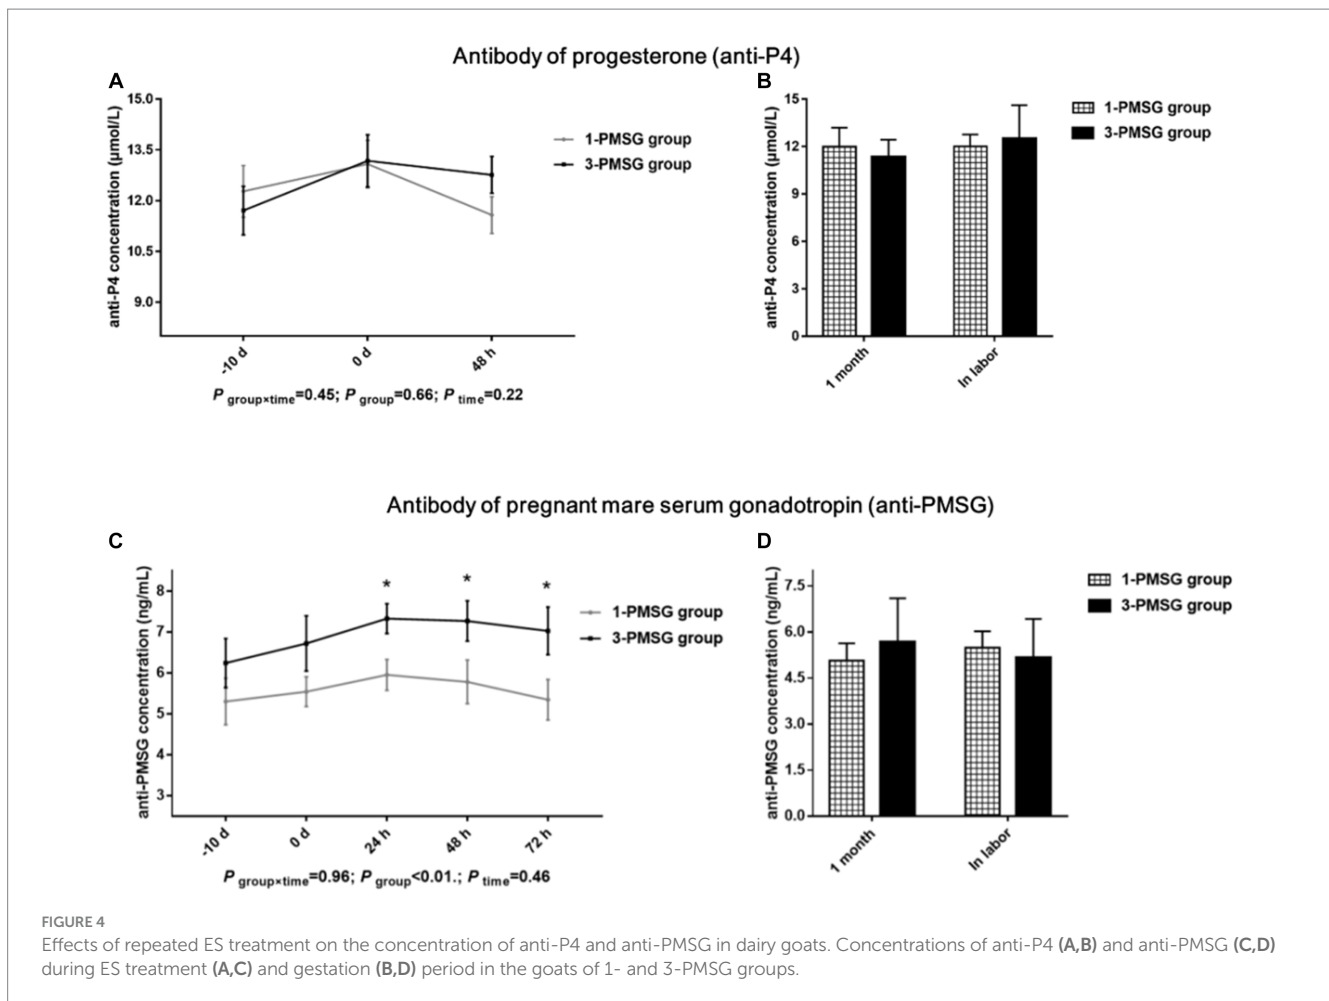 Antibody of progesterone (anti-P4)
A
15.0
13.5
12.0
10.5
9.0
anti-P4 concentration (μmol/L)
-10 d
0 d
48 h
1-PMSG group
3-PMSG group
P group×time=0.45; P group=0.66; P time=0.22
B
15
12
9
6
3
0
anti-P4 concentration (μmol/L)
1 month
In labor
1-PMSG group
3-PMSG group
Antibody of pregnant mare serum gonadotropin (anti-PMSG)
C
8
7
6
5
4
3
anti-PMSG concentration (ng/mL)
* * *
-10 d
0 d
24 h
48 h
72 h
1-PMSG group
3-PMSG group
P group×time=0.96; P group<0.01.; P time=0.46
D
7.5
6.0
4.5
3.0
1.5
0.0
anti-PMSG concentration (ng/mL)
1 month
In labor
1-PMSG group
3-PMSG group
FIGURE 4
Effects of repeated ES treatment on the concentration of anti-P4 and anti-PMSG in dairy goats. Concentrations of anti-P4 (A,B) and anti-PMSG (C,D)
during ES treatment (A,C) and gestation (B,D) period in the goats of 1- and 3-PMSG groups.